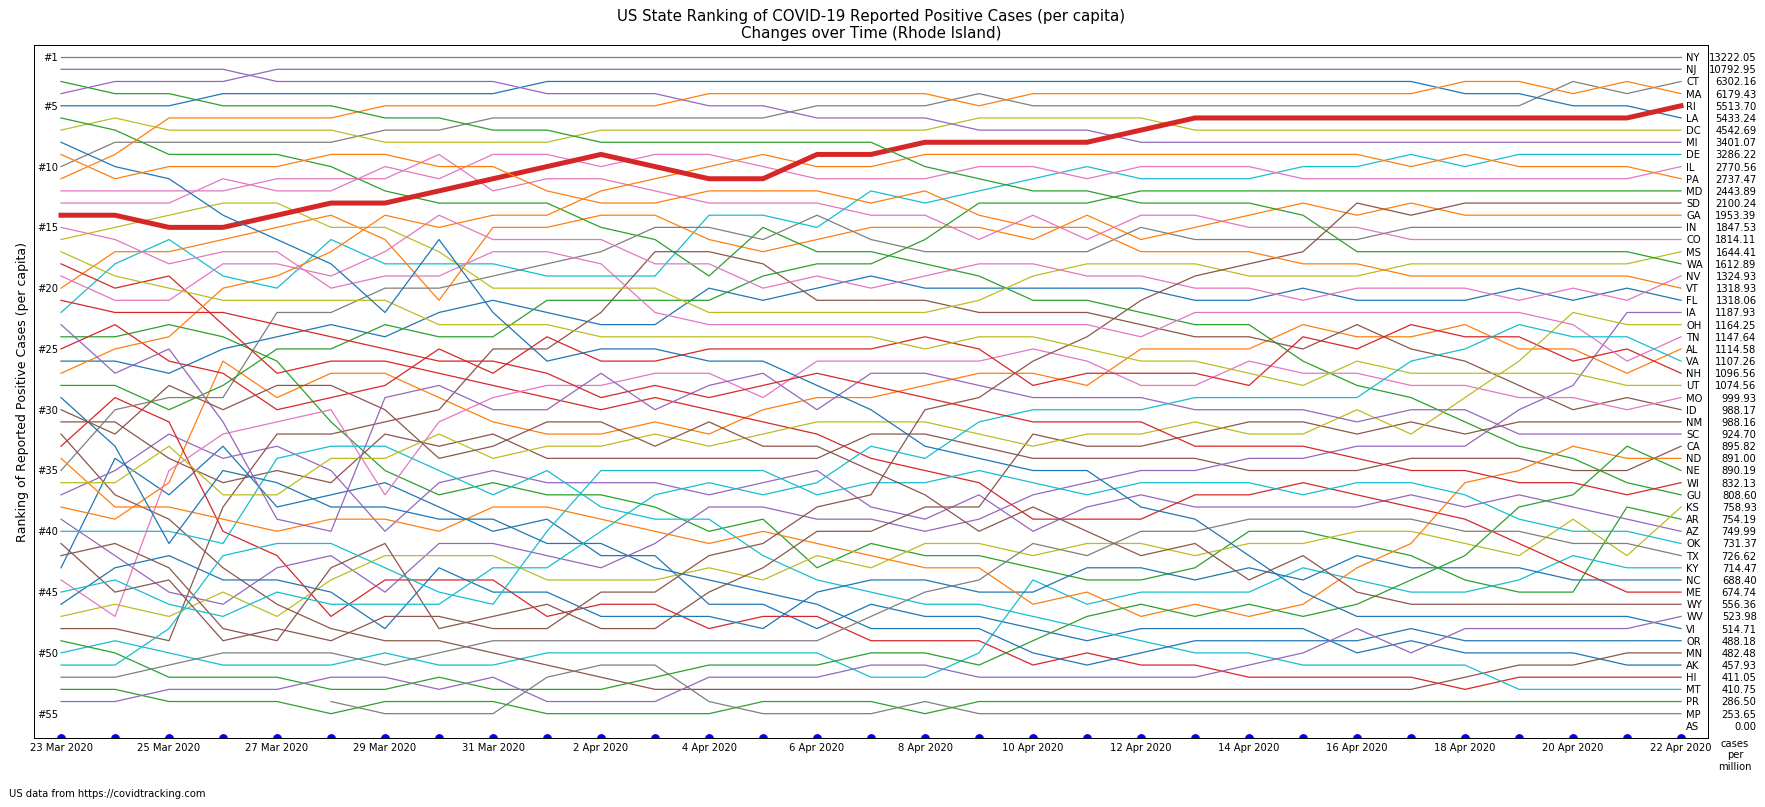 US State Ranking of COVID-19 Reported Positive Cases (per capita)
Changes over Time (Rhode Island)
Ranking of Reported Positive Cases (per capita)
#1
#5
#10
#15
#20
#25
#30
#35
#40
#45
#50
#55
NY 13222.05
NJ 10792.95
CT 6302.16
MA 6179.43
RI 5513.70
LA 5433.24
DC 4542.69
MI 3401.07
DE 3286.22
IL 2770.56
PA 2737.47
MD 2443.89
SD 2100.24
GA 1953.39
IN 1847.53
CO 1814.11
MS 1644.41
WA 1612.89
NV 1324.93
VT 1318.93
FL 1318.06
IA 1187.93
OH 1164.25
TN 1147.64
AL 1114.58
VA 1107.26
NH 1096.56
UT 1074.56
MO 999.93
ID 988.17
NM 988.16
SC 924.70
CA 895.82
ND 891.00
NE 890.19
WI 832.13
GU 808.60
KS 758.93
AR 754.19
AZ 749.99
OK 731.37
TX 726.62
KY 714.47
NC 688.40
ME 674.74
WY 556.36
WV 523.98
VI 514.71
OR 488.18
MN 482.48
AK 457.93
HI 411.05
MT 410.75
PR 286.50
MP 253.65
AS 0.00
23 Mar 2020 25 Mar 2020 27 Mar 2020 29 Mar 2020 31 Mar 2020 2 Apr 2020 4 Apr 2020 6 Apr 2020 8 Apr 2020 10 Apr 2020 12 Apr 2020 14 Apr 2020 16 Apr 2020 18 Apr 2020 20 Apr 2020 22 Apr 2020
cases
per
million
US data from https://covidtracking.com